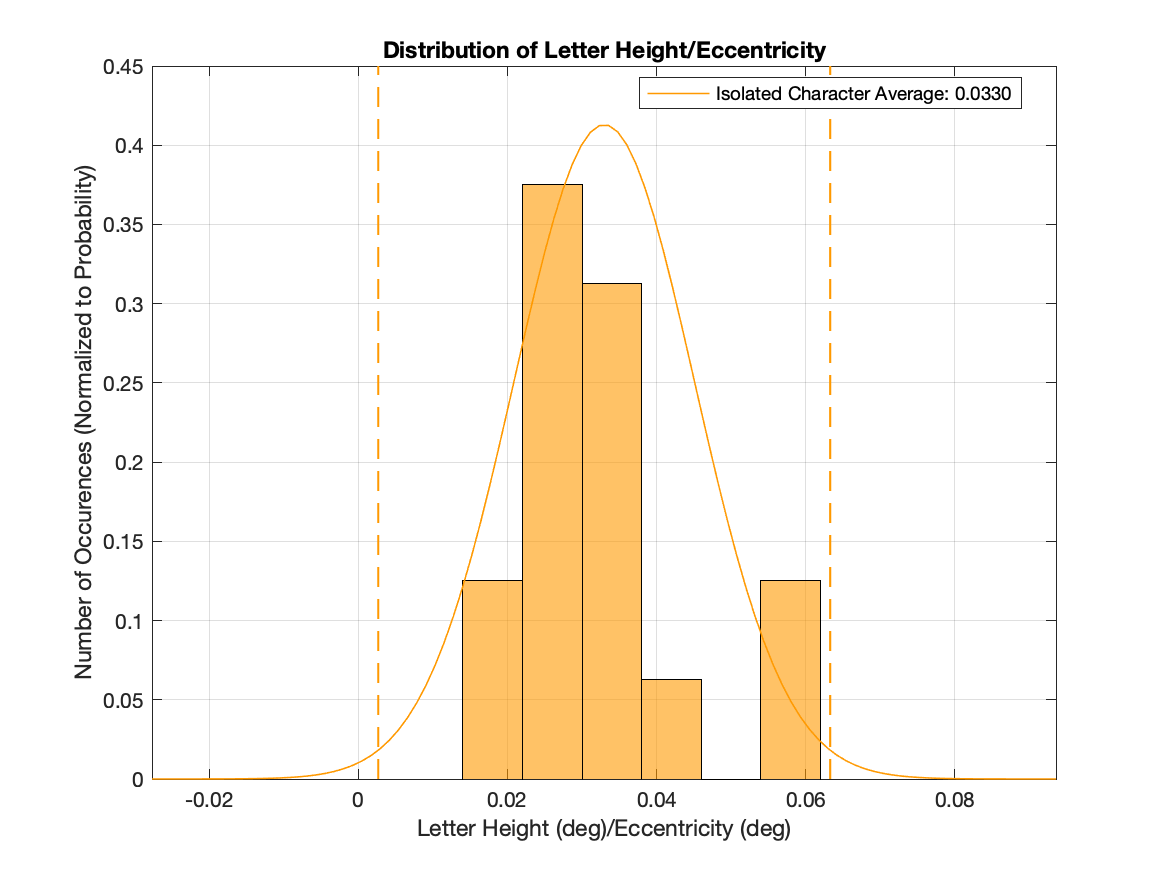 Distribution of Letter Height/Eccentricity
Isolated Character Average: 0.0330
Number of Occurences (Normalized to Probability)
0.45
0.4
0.35
0.3
0.25
0.2
0.15
0.1
0.05
0
-0.02 0 0.02 0.04 0.06 0.08
Letter Height (deg)/Eccentricity (deg)